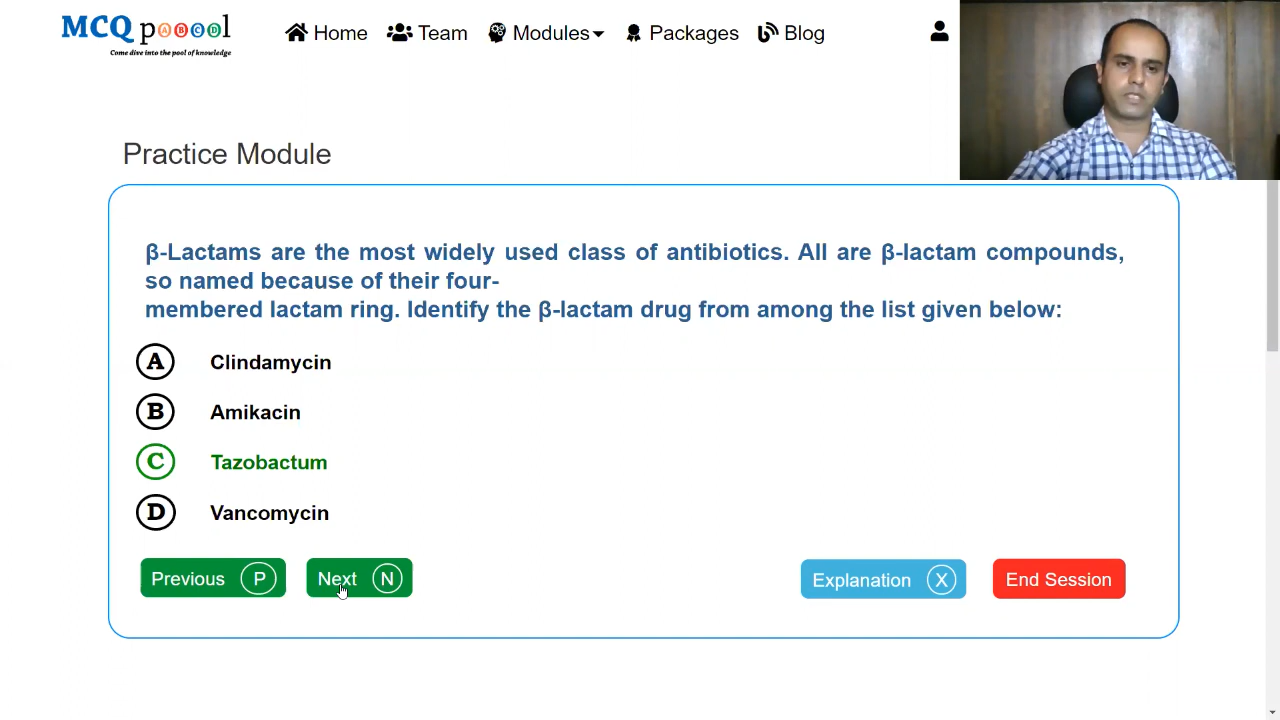 MCQ poOOOl
Come dive into the pool of knowledge
Home Team Modules Packages Blog
Practice Module
β-Lactams are the most widely used class of antibiotics. All are β-lactam compounds,
so named because of their four-
membered lactam ring. Identify the β-lactam drug from among the list given below:
A Clindamycin
B Amikacin
C Tazobactum
D Vancomycin
Previous P Next N Explanation X End Session